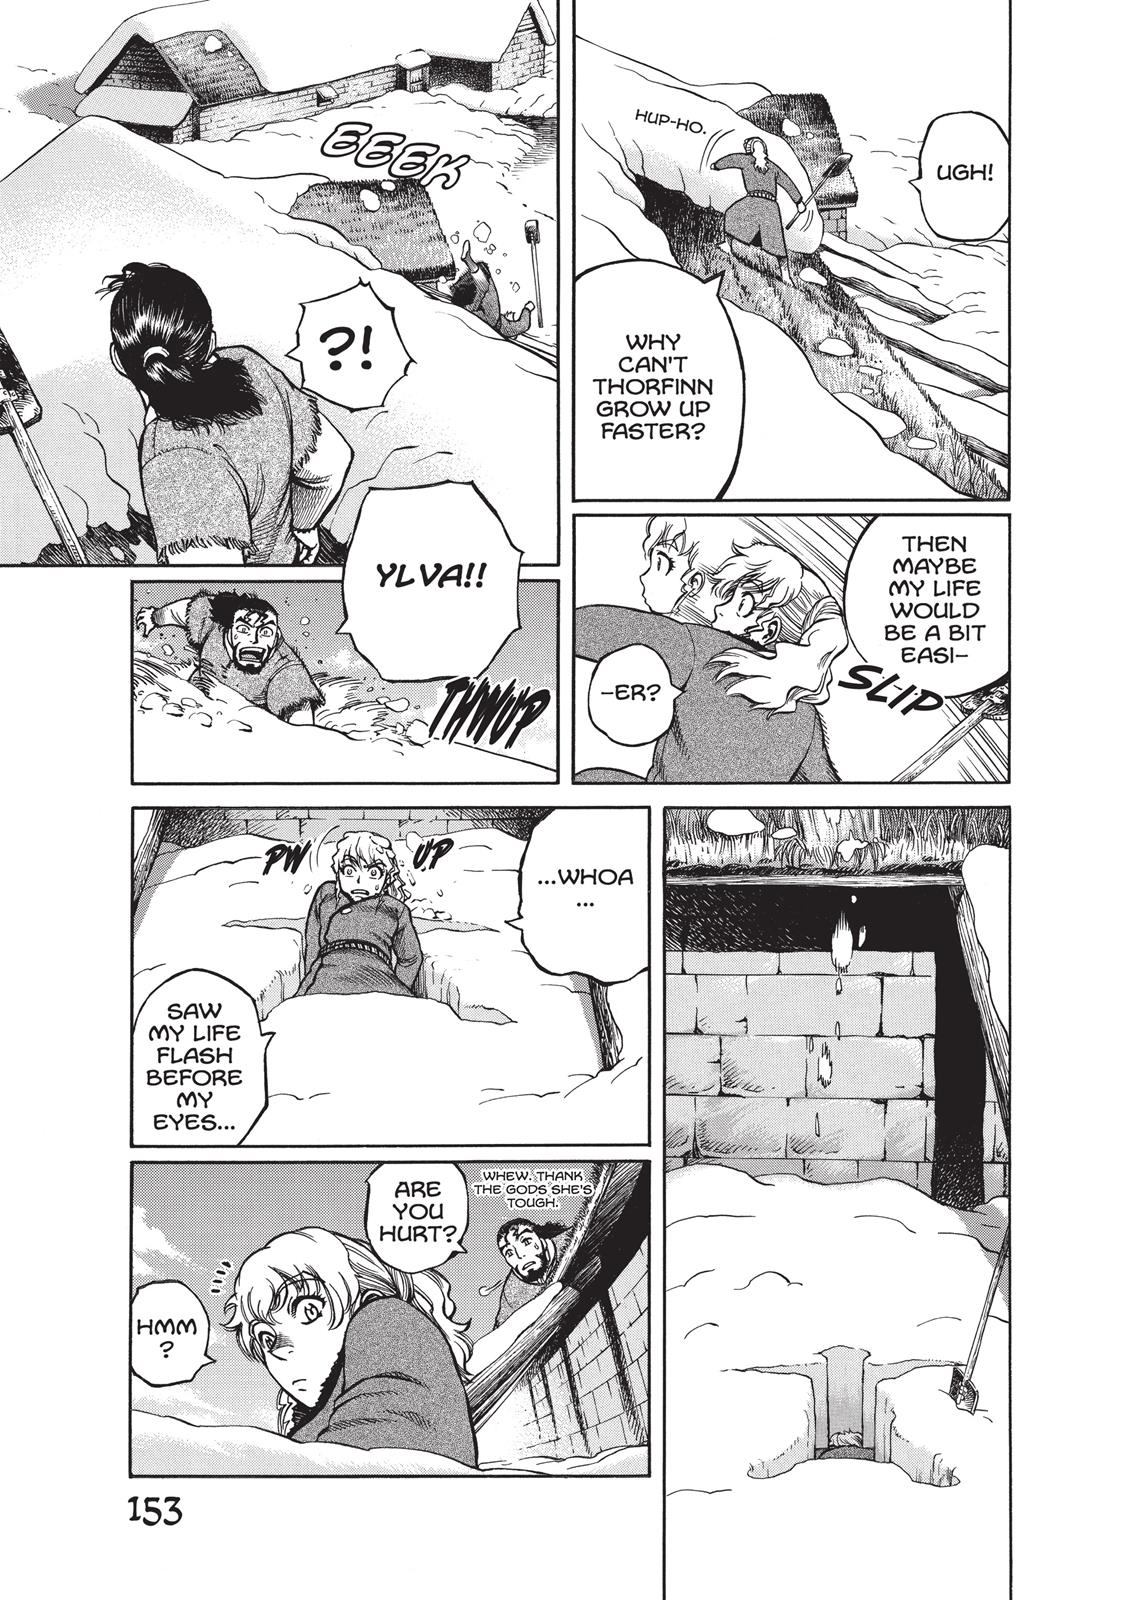 UGH!
HUP-HO.
WHY
CAN'T
THORFINN
GROW UP
FASTER?
THEN
MAYBE
MY LIFE
WOULD
BE A BIT
EASI-
-ER?
SLIP
EEEEK
?!
YLVA!!
THWUP
...WHOA
...
PW UP
SAW
MY LIFE
FLASH
BEFORE
MY
EYES...
WHEW. THANK
THE GODS SHE'S
TOUGH.
ARE
YOU
HURT?
HMM
?
153